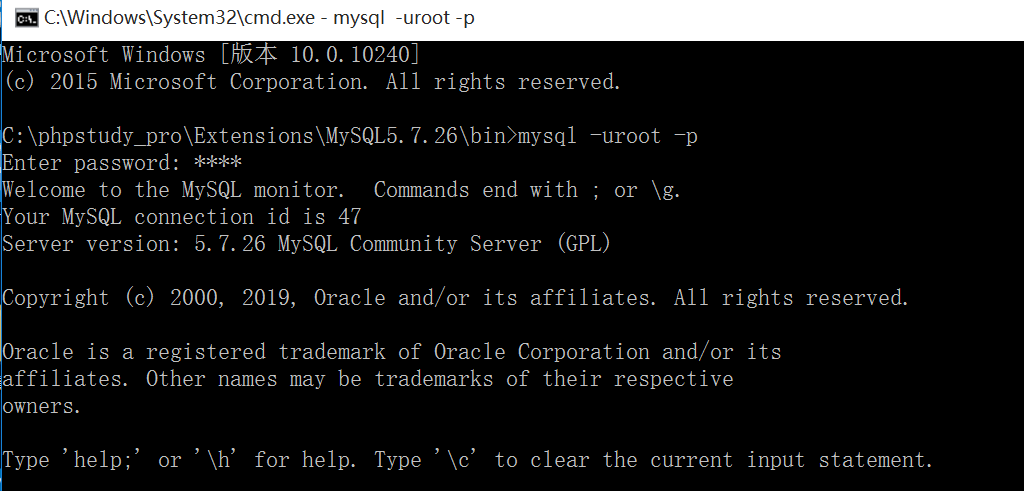 C:\Windows\System32\cmd.exe - mysql  -uroot -p
Microsoft Windows [版本 10.0.10240]
(c) 2015 Microsoft Corporation. All rights reserved.
C:\phpstudy_pro\Extensions\MySQL5.7.26\bin>mysql -uroot -p
Enter password: ****
Welcome to the MySQL monitor.  Commands end with ; or \g.
Your MySQL connection id is 47
Server version: 5.7.26 MySQL Community Server (GPL)
Copyright (c) 2000, 2019, Oracle and/or its affiliates. All rights reserved.
Oracle is a registered trademark of Oracle Corporation and/or its
affiliates. Other names may be trademarks of their respective
owners.
Type 'help;' or '\h' for help. Type '\c' to clear the current input statement.